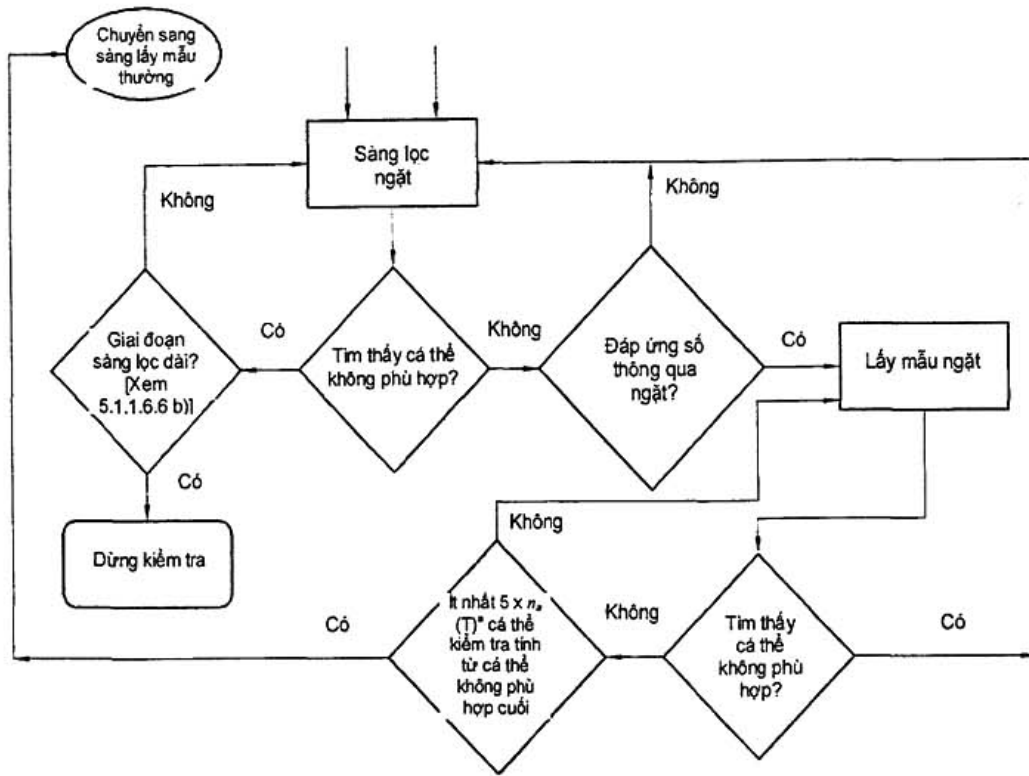 Chuyển sang
sàng lấy mẫu
thường
Sàng lọc
ngặt
Không
Không
Giai đoạn
sàng lọc dài?
[Xem
5.1.1.6.6 b)]
Có
Tìm thấy cá thể
không phù hợp?
Không
Đáp ứng số
thông qua
ngặt?
Có
Lấy mẫu ngặt
Có
Dừng kiểm tra
Không
Có
Ít nhất 5 x nₐ
(T)ᵃ cá thể
kiểm tra tính
từ cá thể
không phù
hợp cuối
Không
Tìm thấy
cá thể
không phù
hợp?
Có